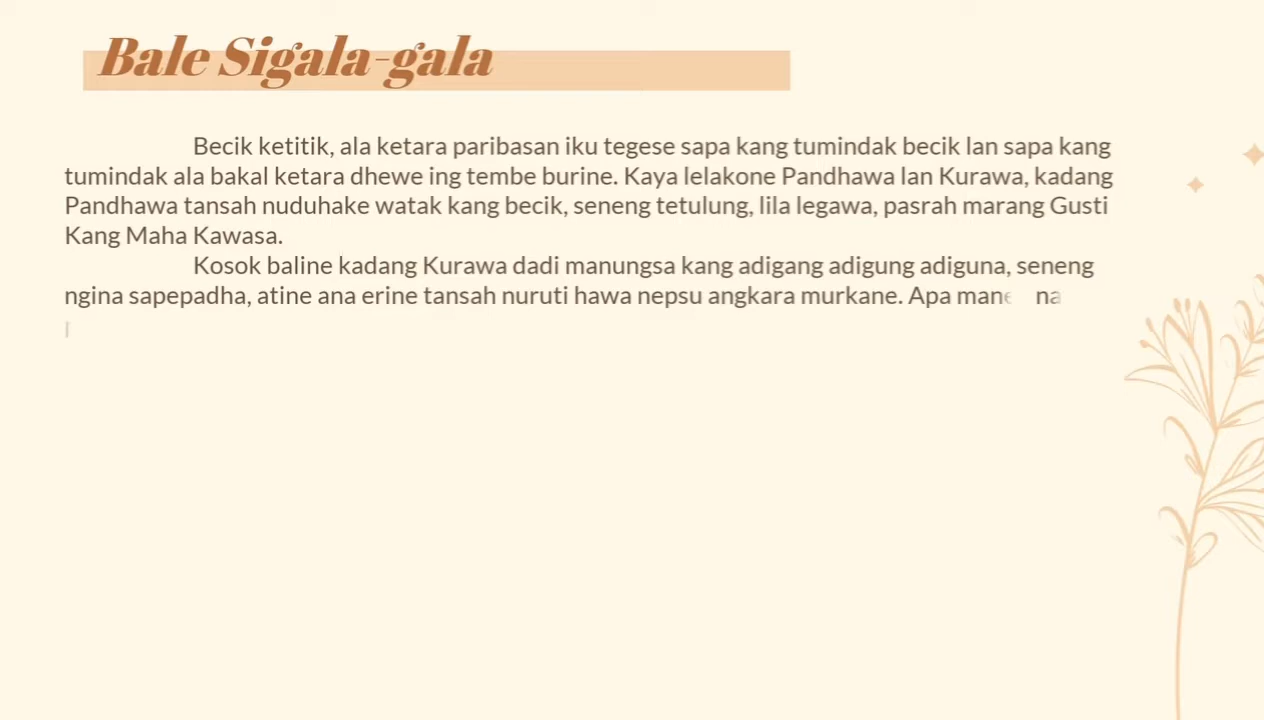 Bale Sigala-gala
Becik ketitik, ala ketara paribasan iku tegese sapa kang tumindak becik lan sapa kang
tumindak ala bakal ketara dhewe ing tembe burine. Kaya lelakone Pandhawa lan Kurawa, kadang
Pandhawa tansah nuduhake watak kang becik, seneng tetulung, lila legawa, pasrah marang Gusti
Kang Maha Kawasa.
Kosok baline kadang Kurawa dadi manungsa kang adigang adigung adiguna, seneng
ngina sapepadha, atine ana erine tansah nuruti hawa nepsu angkara murkane. Apa